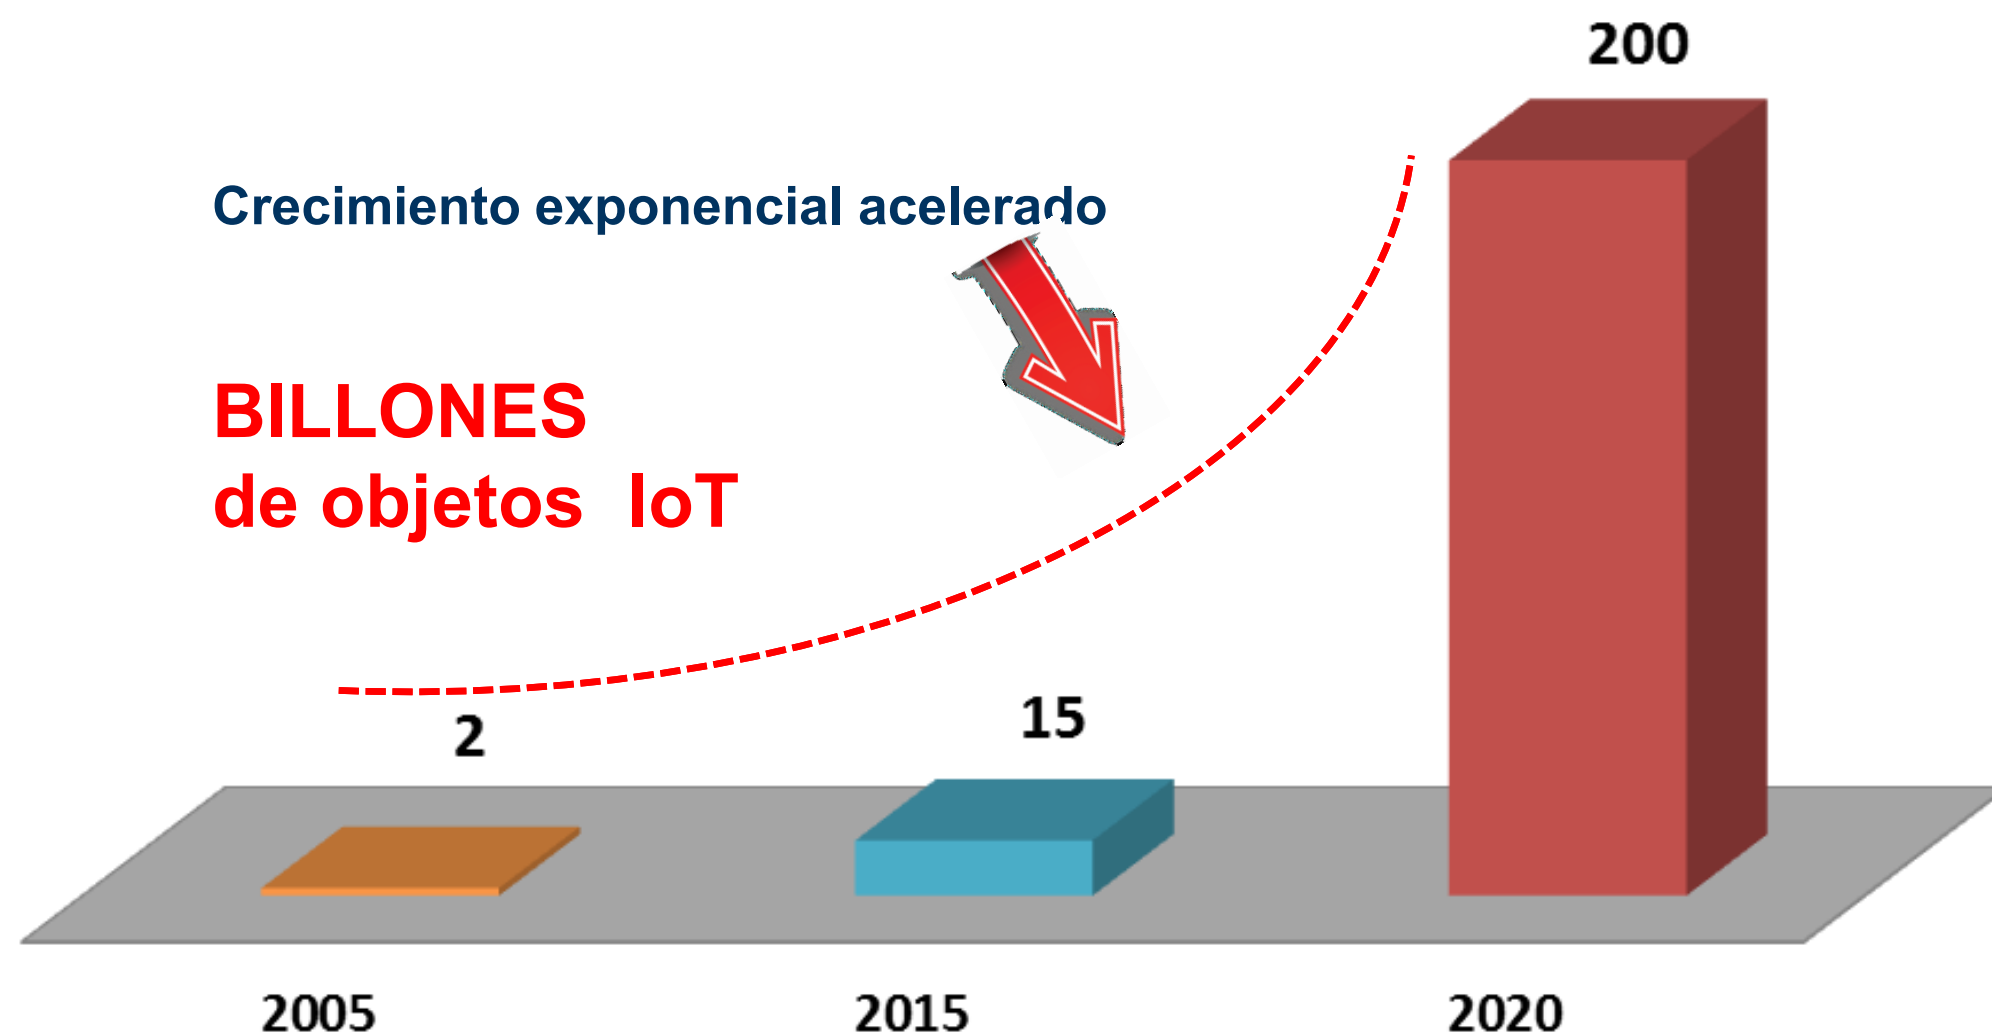 200
Crecimiento exponencial acelerado
BILLONES
de objetos IoT
2
15
2005
2015
2020